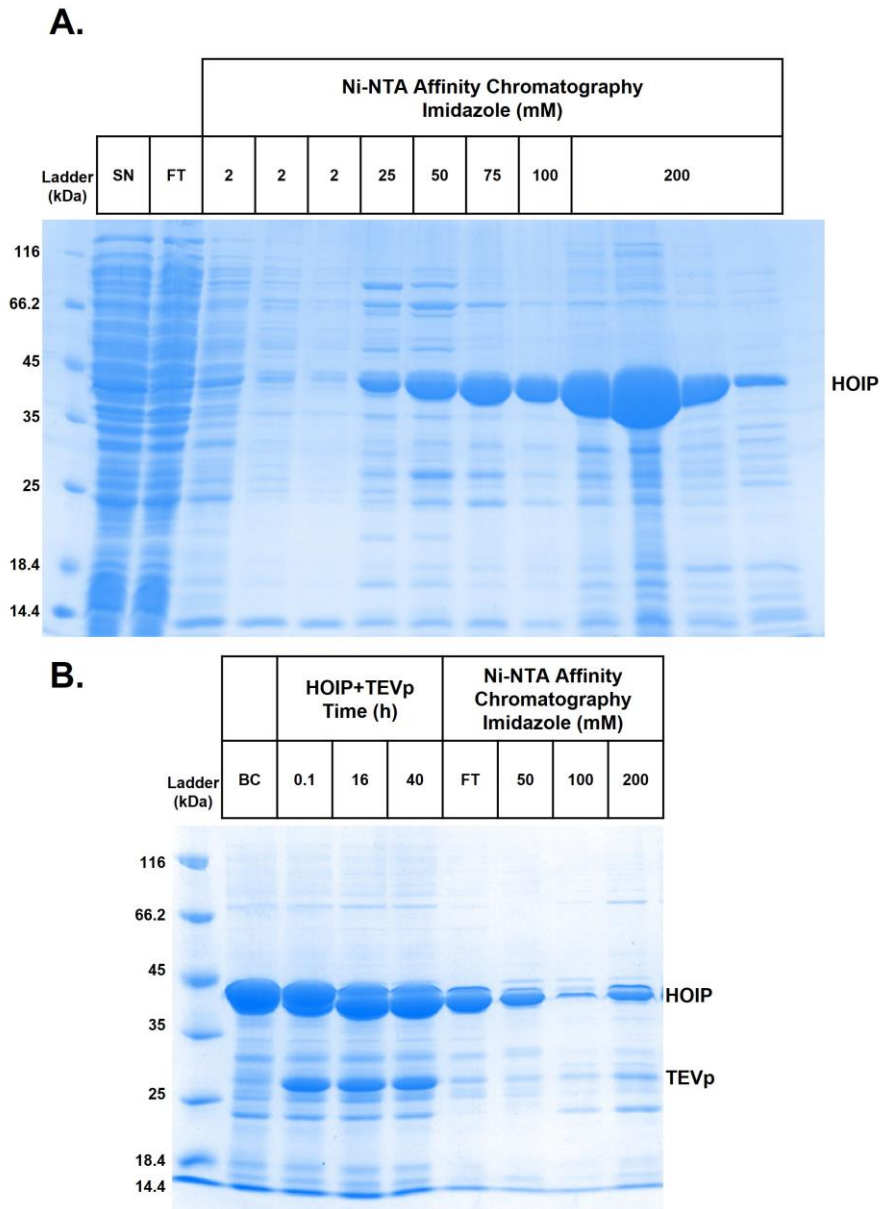 A.
Ni-NTA Affinity Chromatography
Imidazole (mM)
Ladder
(kDa)
SN FT 2 2 2 25 50 75 100 200
116
66.2
45
35
25
18.4
14.4
HOIP
B.
HOIP+TEVp
Time (h)
Ni-NTA Affinity
Chromatography
Imidazole (mM)
Ladder
(kDa)
BC 0.1 16 40 FT 50 100 200
116
66.2
45
35
25
18.4
14.4
HOIP
TEVp